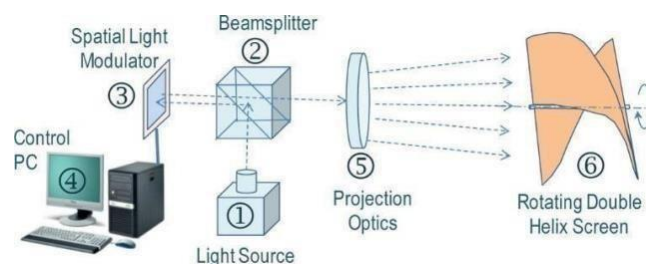 Beamsplitter
②
Spatial Light
Modulator
③
Control
PC
④
①
Light Source
⑤
Projection
Optics
⑥
Rotating Double
Helix Screen